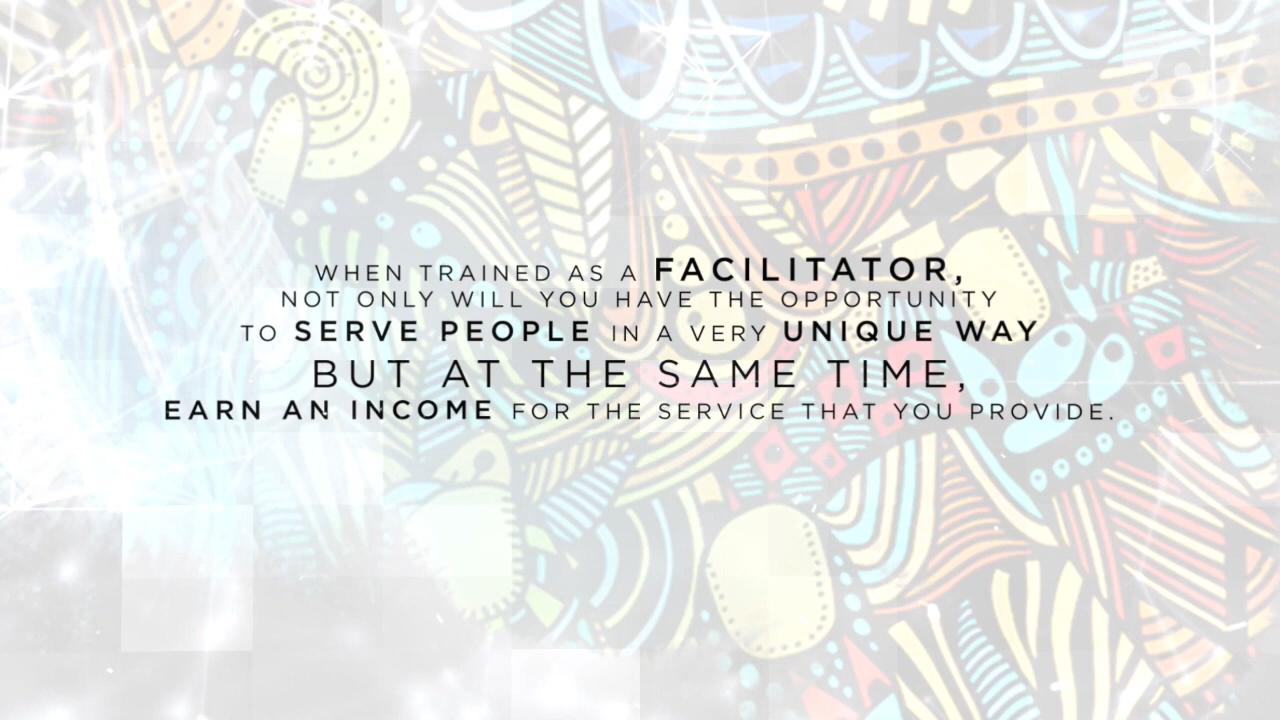 WHEN TRAINED AS A FACILITATOR,
NOT ONLY WILL YOU HAVE THE OPPORTUNITY
TO SERVE PEOPLE IN A VERY UNIQUE WAY
BUT AT THE SAME TIME,
EARN AN INCOME FOR THE SERVICE THAT YOU PROVIDE.